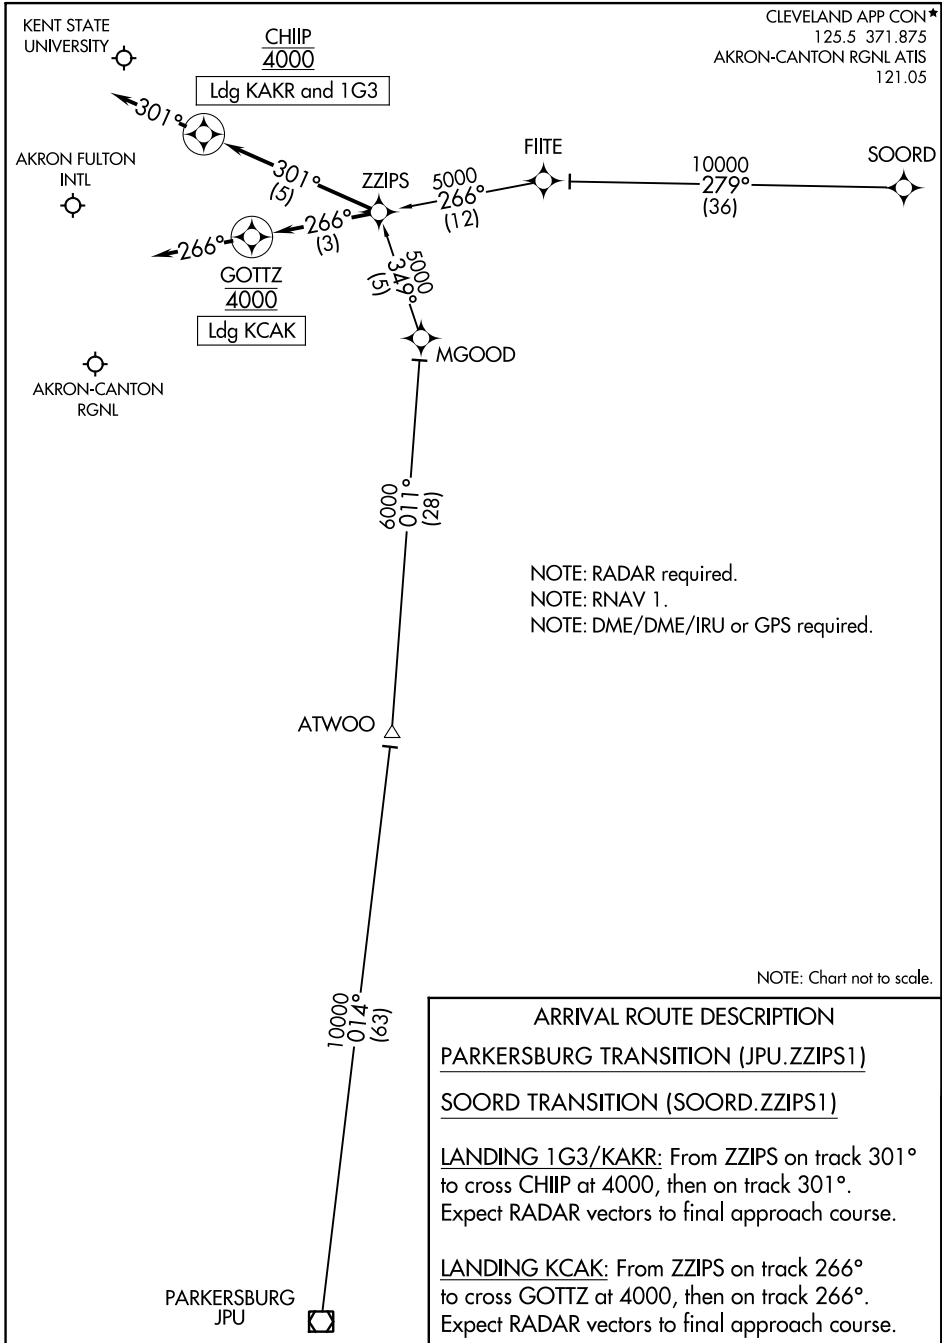 KENT STATE
UNIVERSITY
CHIIP
4000
Ldg KAKR and 1G3
CLEVELAND APP CON★
125.5 371.875
AKRON-CANTON RGNL ATIS
121.05
301°
AKRON FULTON
INTL
301°
(5)
ZZIPS
FIITE
5000
266°
(12)
10000
279°
(36)
SOORD
266°
266°
(3)
GOTTZ
4000
Ldg KCAK
5000
349°
(5)
MGOOD
AKRON-CANTON
RGNL
6000
011°
(28)
NOTE: RADAR required.
NOTE: RNAV 1.
NOTE: DME/DME/IRU or GPS required.
ATWOO
10000
014°
(63)
NOTE: Chart not to scale.
PARKERSBURG
JPU
ARRIVAL ROUTE DESCRIPTION
PARKERSBURG TRANSITION (JPU.ZZIPS1)
SOORD TRANSITION (SOORD.ZZIPS1)
LANDING 1G3/KAKR: From ZZIPS on track 301°
to cross CHIIP at 4000, then on track 301°.
Expect RADAR vectors to final approach course.
LANDING KCAK: From ZZIPS on track 266°
to cross GOTTZ at 4000, then on track 266°.
Expect RADAR vectors to final approach course.